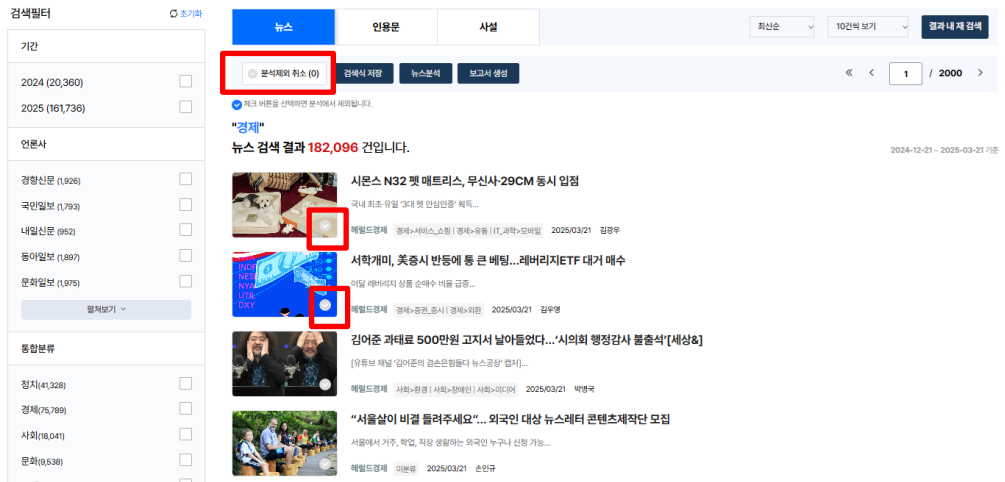 검색필터
초기화
기간
2024 (20,360)
2025 (161,736)
언론사
경향신문 (1,926)
국민일보 (1,793)
내일신문 (952)
동아일보 (1,897)
문화일보 (1,975)
펼쳐보기
통합분류
정치(41,328)
경제(75,789)
사회(18,041)
문화(9,538)
뉴스
인용문
사설
최신순
10건씩 보기
결과 내 재 검색
분석제외 취소 (0)
검색식 저장
뉴스분석
보고서 생성
1 / 2000
체크 버튼을 선택하면 분석에서 제외됩니다.
"경제"
뉴스 검색 결과 182,096 건입니다.
2024-12-21 ~ 2025-03-21 기준
시몬스 N32 펫 매트리스, 무신사·29CM 동시 입점
국내 최초·유일 ‘3대 펫 안심인증’ 획득...
헤럴드경제 경제>서비스_쇼핑 | 경제>유통 | IT_과학>모바일 2025/03/21 김광우
서학개미, 美증시 반등에 통 큰 베팅...레버리지ETF 대거 매수
이달 레버리지 상품 순매수 비율 급증...
헤럴드경제 경제>증권_증시 | 경제>외환 2025/03/21 김유영
INDF
NES
NYA
UTIL
DXY
김어준 과태료 500만원 고지서 날아들었다...‘시의회 행정감사 불출석’[세상&]
[유튜브 채널 ‘김어준의 겸손은힘들다 뉴스공장’ 캡처]...
헤럴드경제 사회>환경 | 사회>장애인 | 사회>미디어 2025/03/21 박병국
“서울살이 비결 들려주세요”... 외국인 대상 뉴스레터 콘텐츠제작단 모집
서울에서 거주, 학업, 직장 생활하는 외국인 누구나 신청 가능...
헤럴드경제 미분류 2025/03/21 손인규